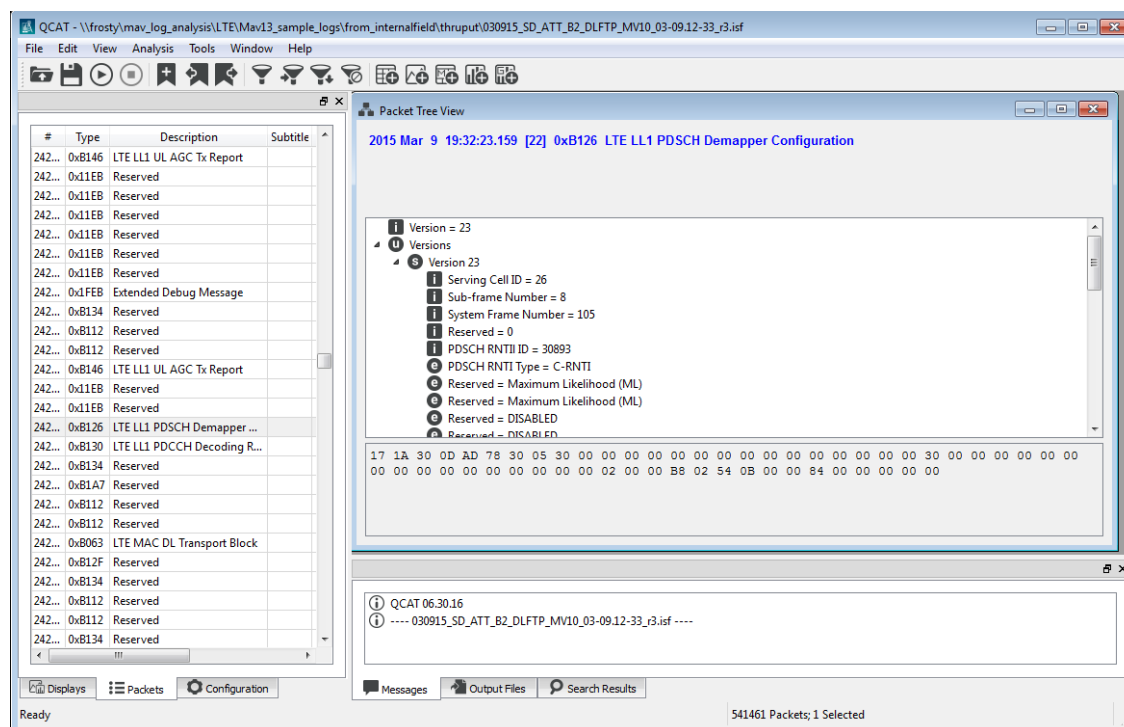 QCAT - \\frosty\mav_log_analysis\LTE\Mav13_sample_logs\from_internalfield\thruput\030915_SD_ATT_B2_DLFTP_MV10_03-09.12-33_r3.isf
File Edit View Analysis Tools Window Help
# Type Description Subtitle
242... 0xB146 LTE LL1 UL AGC Tx Report
242... 0x11EB Reserved
242... 0x11EB Reserved
242... 0x11EB Reserved
242... 0x11EB Reserved
242... 0x11EB Reserved
242... 0x11EB Reserved
242... 0x1FEB Extended Debug Message
242... 0xB134 Reserved
242... 0xB112 Reserved
242... 0xB112 Reserved
242... 0xB146 LTE LL1 UL AGC Tx Report
242... 0x11EB Reserved
242... 0x11EB Reserved
242... 0xB126 LTE LL1 PDSCH Demapper ...
242... 0xB130 LTE LL1 PDCCH Decoding R...
242... 0xB134 Reserved
242... 0xB1A7 Reserved
242... 0xB112 Reserved
242... 0xB112 Reserved
242... 0xB063 LTE MAC DL Transport Block
242... 0xB12F Reserved
242... 0xB134 Reserved
242... 0xB112 Reserved
242... 0xB112 Reserved
242... 0xB134 Reserved
Displays Packets Configuration
Packet Tree View
2015 Mar 9 19:32:23.159 [22] 0xB126 LTE LL1 PDSCH Demapper Configuration
Version = 23
Versions
Version 23
Serving Cell ID = 26
Sub-frame Number = 8
System Frame Number = 105
Reserved = 0
PDSCH RNTIl ID = 30893
PDSCH RNTI Type = C-RNTI
Reserved = Maximum Likelihood (ML)
Reserved = Maximum Likelihood (ML)
Reserved = DISABLED
Reserved = DISABLED
17 1A 30 0D AD 78 30 05 30 00 00 00 00 00 00 00 00 00 00 00 00 00 00 30 00 00 00 00 00 00
00 00 00 00 00 00 00 00 00 00 02 00 00 B8 02 54 0B 00 00 84 00 00 00 00 00
QCAT 06.30.16
---- 030915_SD_ATT_B2_DLFTP_MV10_03-09.12-33_r3.isf ----
Messages Output Files Search Results
Ready 541461 Packets; 1 Selected